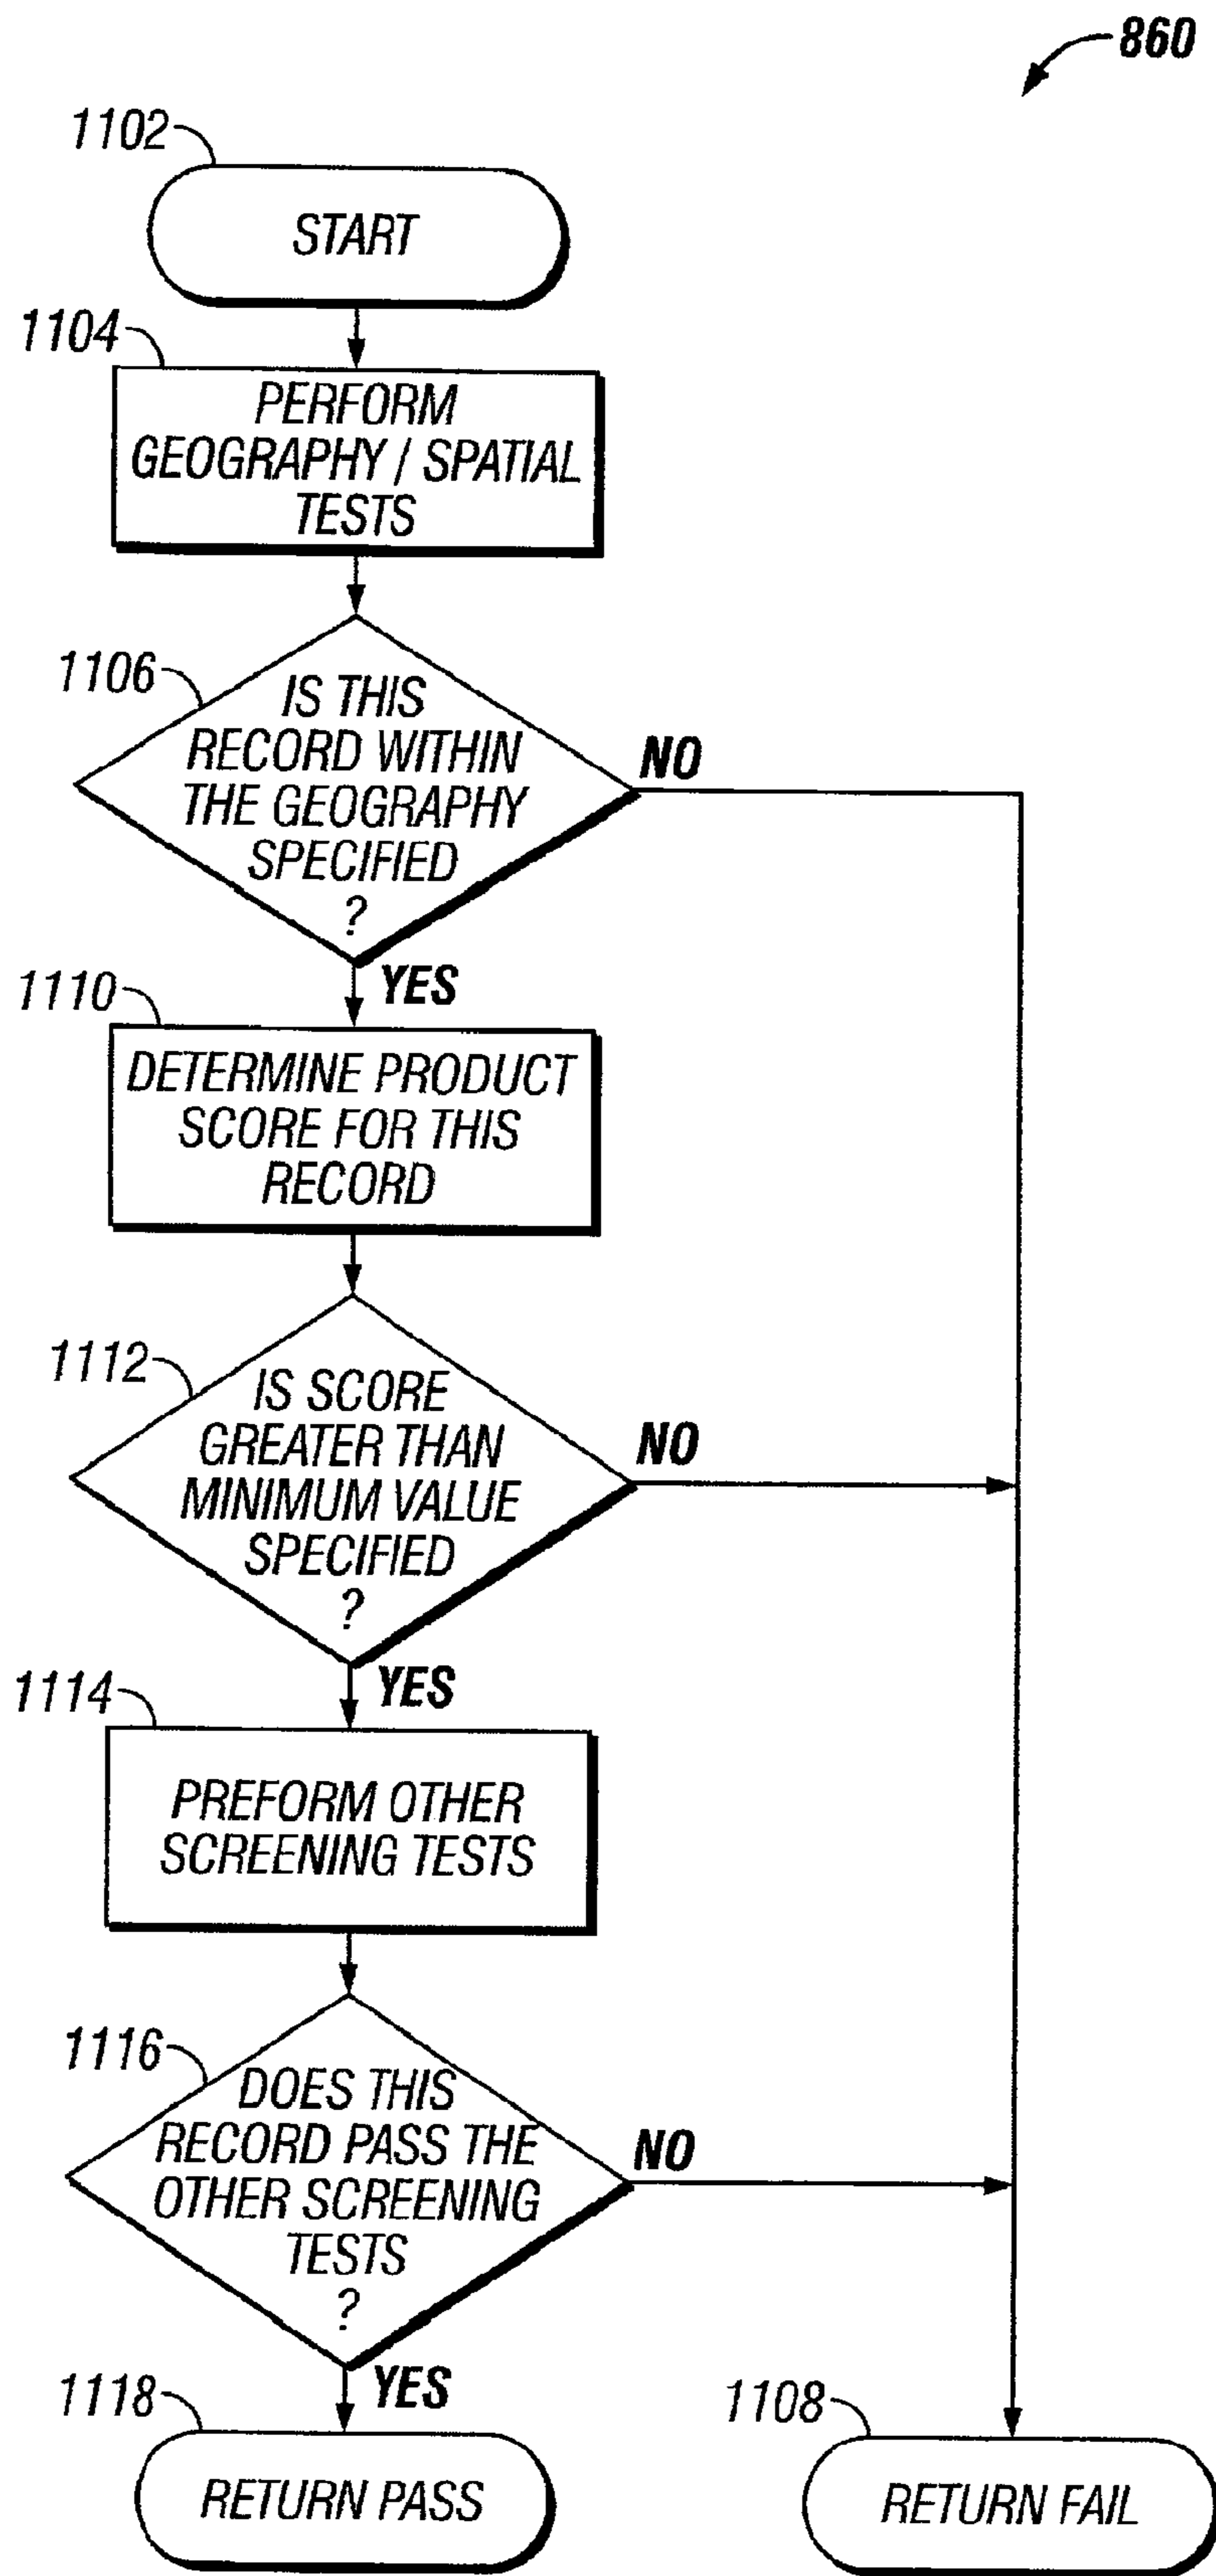 860
1102
START
1104
PERFORM
GEOGRAPHY / SPATIAL
TESTS
1106
IS THIS
RECORD WITHIN
THE GEOGRAPHY
SPECIFIED
?
NO
YES
1110
DETERMINE PRODUCT
SCORE FOR THIS
RECORD
1112
IS SCORE
GREATER THAN
MINIMUM VALUE
SPECIFIED
?
NO
YES
1114
PREFORM OTHER
SCREENING TESTS
1116
DOES THIS
RECORD PASS THE
OTHER SCREENING
TESTS
?
NO
YES
1118
RETURN PASS
1108
RETURN FAIL